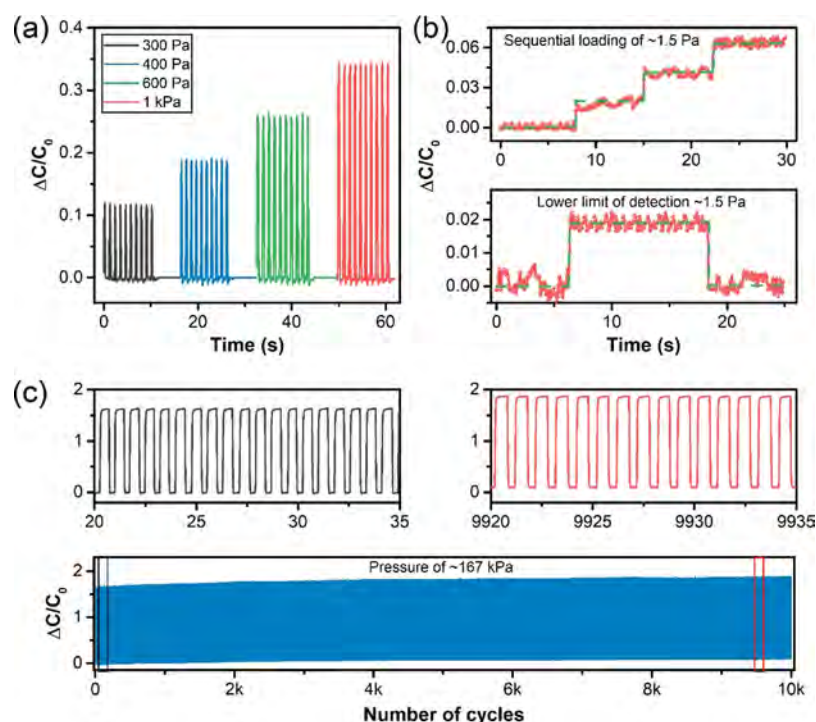 (a)
0.4
0.3
0.2
0.1
0.0
ΔC/C₀
300 Pa
400 Pa
600 Pa
1 kPa
0 20 40 60
Time (s)
(b)
ΔC/C₀
0.06
0.03
0.00
Sequential loading of ~1.5 Pa
0 10 20 30
0.02
0.01
0.00
Lower limit of detection ~1.5 Pa
0 10 20
Time (s)
(c)
2
1
0
20 25 30 35
2
1
0
9920 9925 9930 9935
ΔC/C₀
2
1
0
Pressure of ~167 kPa
0 2k 4k 6k 8k 10k
Number of cycles